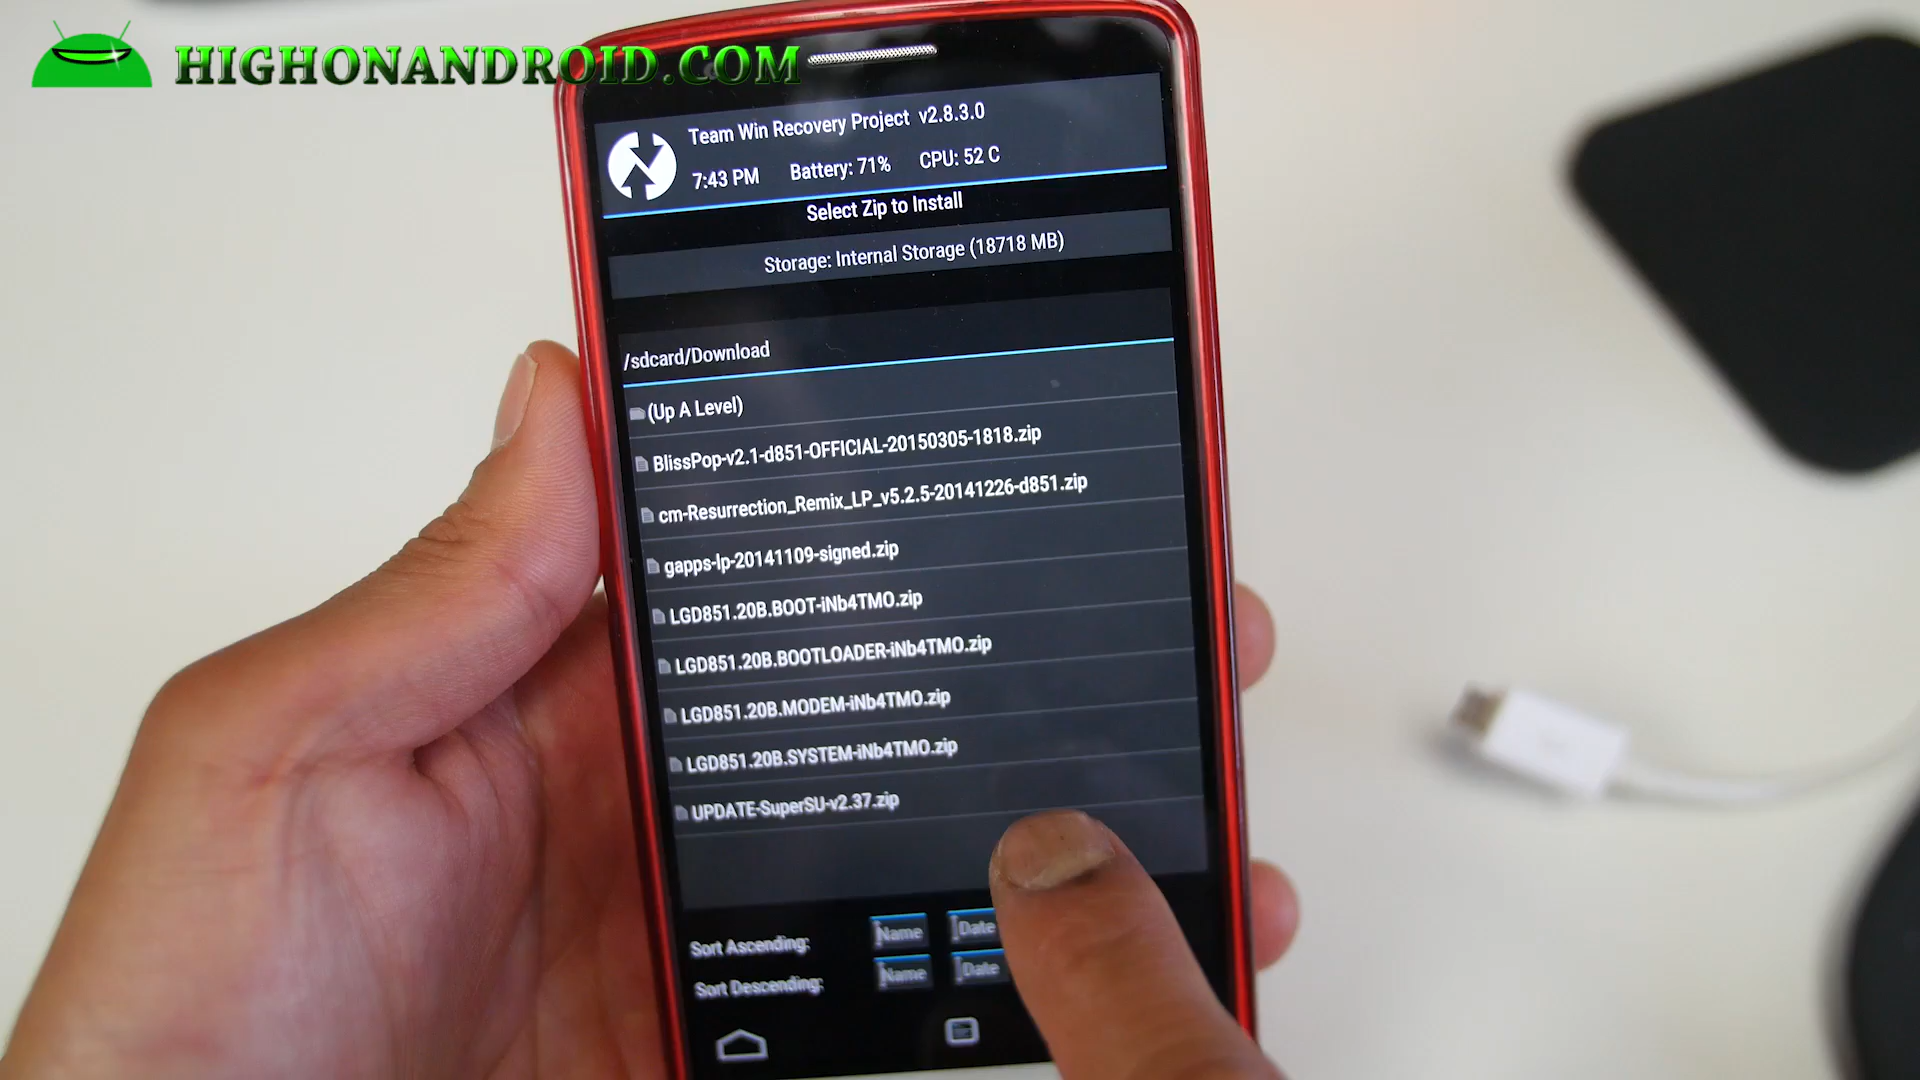 HIGHONANDROID.COM
Team Win Recovery Project v2.8.3.0
7:43 PM Battery: 71% CPU: 52 C
Select Zip to Install
Storage: Internal Storage (18718 MB)
/sdcard/Download
(Up A Level)
BlissPop-v2.1-d851-OFFICIAL-20150305-1818.zip
cm-Resurrection_Remix_LP_v5.2.5-20141226-d851.zip
gapps-lp-20141109-signed.zip
LGD851.20B.BOOT-iNb4TMO.zip
LGD851.20B.BOOTLOADER-iNb4TMO.zip
LGD851.20B.MODEM-iNb4TMO.zip
LGD851.20B.SYSTEM-iNb4TMO.zip
UPDATE-SuperSU-v2.37.zip
Sort Ascending: Name Date
Sort Descending: Name Date